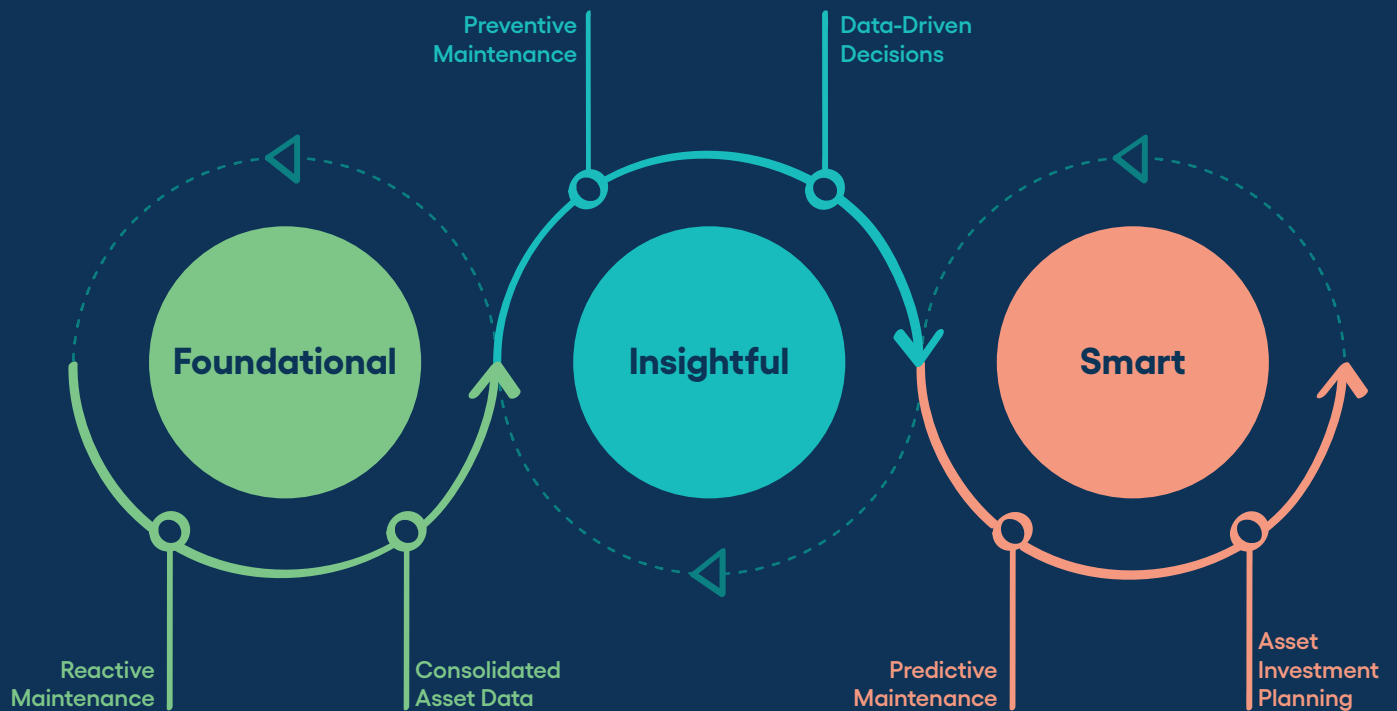 Preventive
Maintenance
Data-Driven
Decisions
Foundational
Insightful
Smart
Reactive
Maintenance
Consolidated
Asset Data
Predictive
Maintenance
Asset
Investment
Planning